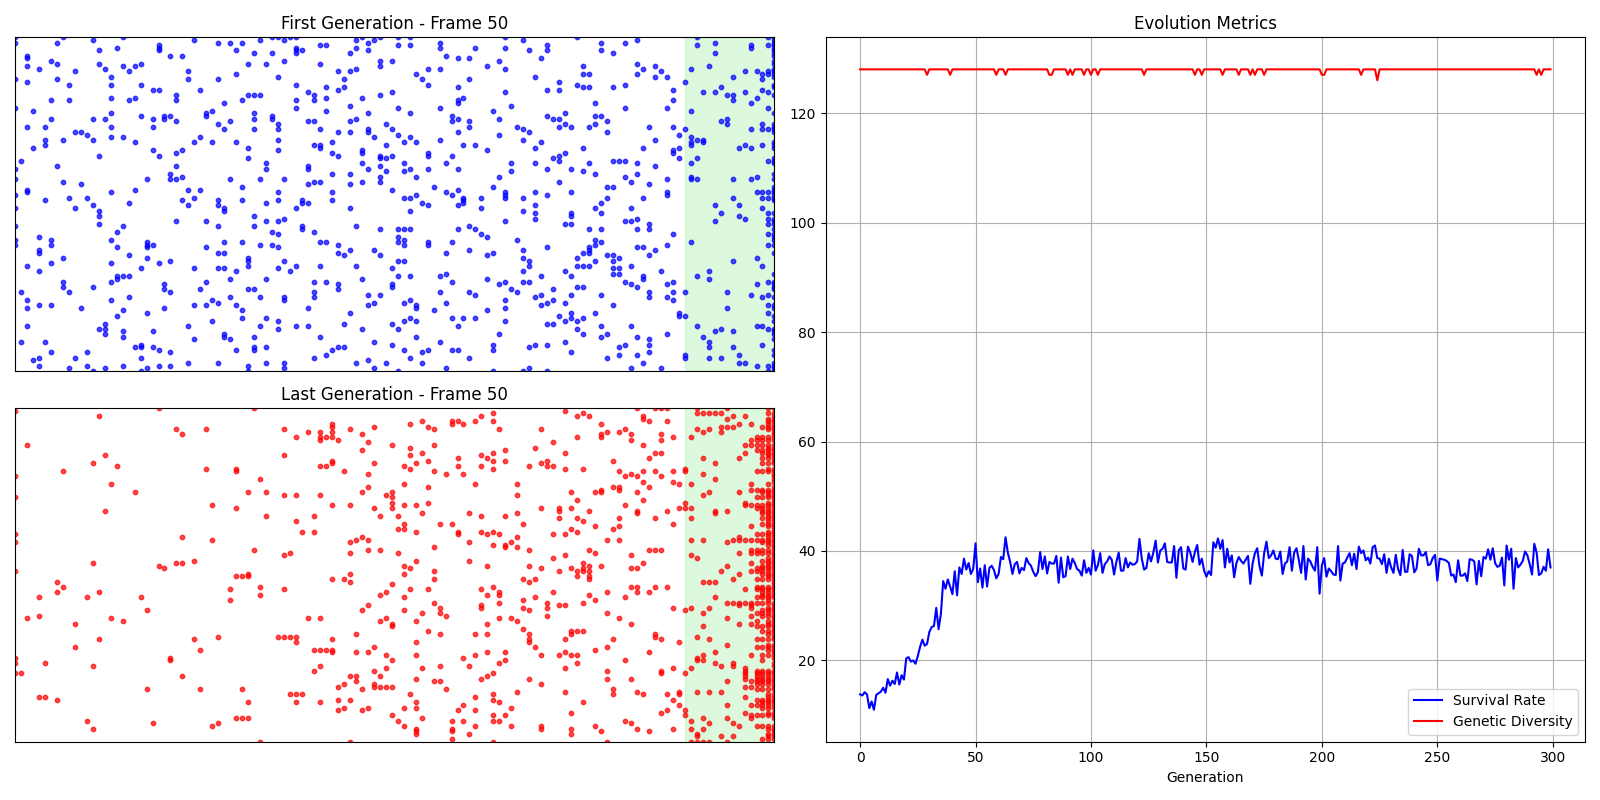 First Generation - Frame 50
Last Generation - Frame 50
Evolution Metrics
120
100
80
60
40
20
0
50
100
150
200
250
300
Generation
Survival Rate
Genetic Diversity